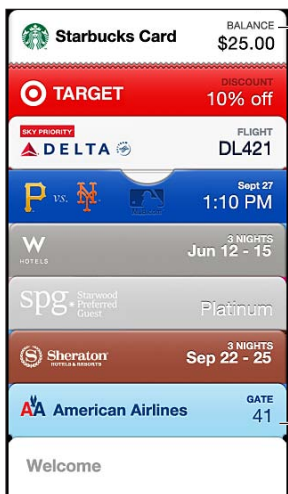 Starbucks Card
BALANCE
$25.00
TARGET
DISCOUNT
10% off
SKY PRIORITY
DELTA
FLIGHT
DL421
P vs. NY
Sept 27
1:10 PM
W
HOTELS
3 NIGHTS
Jun 12 - 15
spg.
Starwood
Preferred
Guest
Platinum
S Sheraton
HOTELS & RESORTS
3 NIGHTS
Sep 22 - 25
AA American Airlines
GATE
41
Welcome